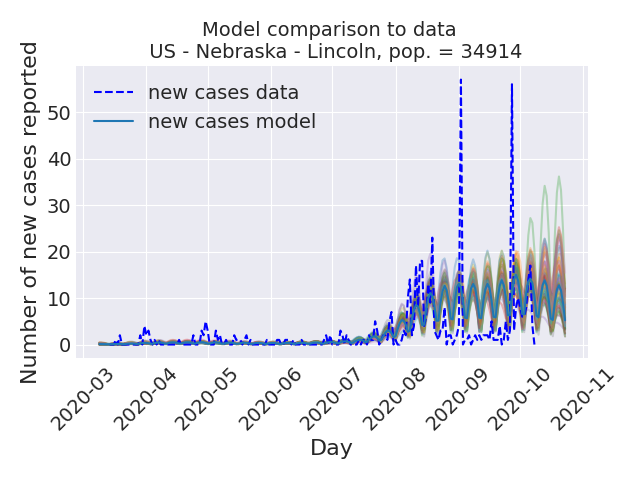 Model comparison to data
US - Nebraska - Lincoln, pop. = 34914
new cases data
new cases model
Number of new cases reported
50
40
30
20
10
0
2020-03
2020-04
2020-05
2020-06
2020-07
2020-08
2020-09
2020-10
2020-11
Day